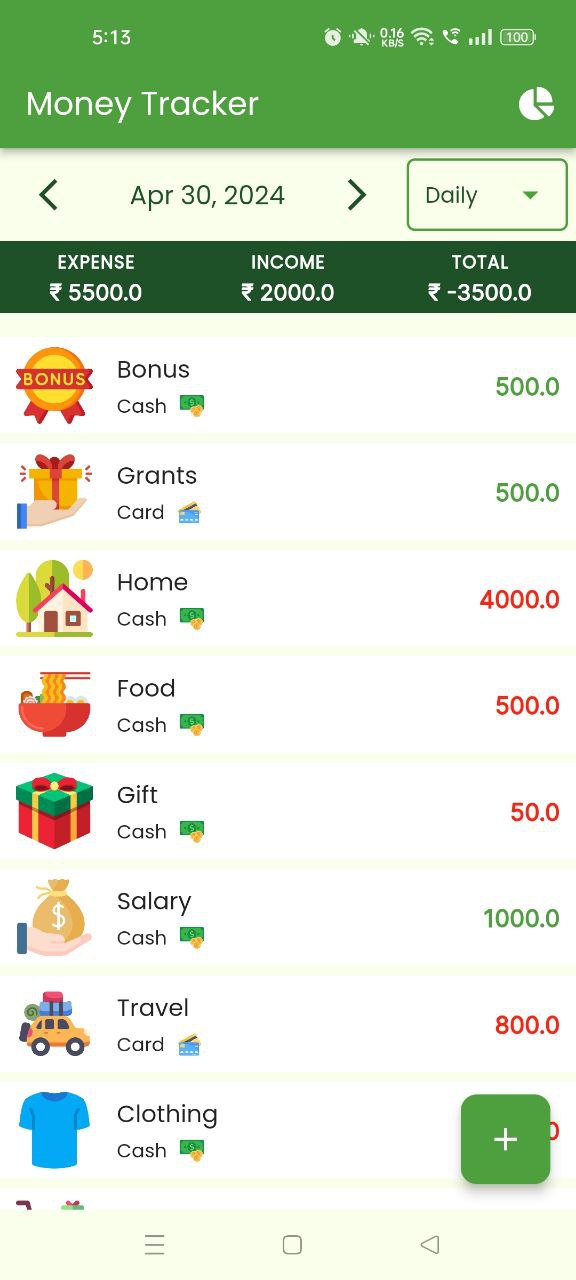 5:13
0.16
KB/S
100
Money Tracker
Apr 30, 2024
Daily
EXPENSE INCOME TOTAL
₹ 5500.0 ₹ 2000.0 ₹ -3500.0
BONUS
Bonus
Cash
500.0
Grants
Card
500.0
Home
Cash
4000.0
Food
Cash
500.0
Gift
Cash
50.0
$
Salary
Cash
1000.0
Travel
Card
800.0
Clothing
Cash
+